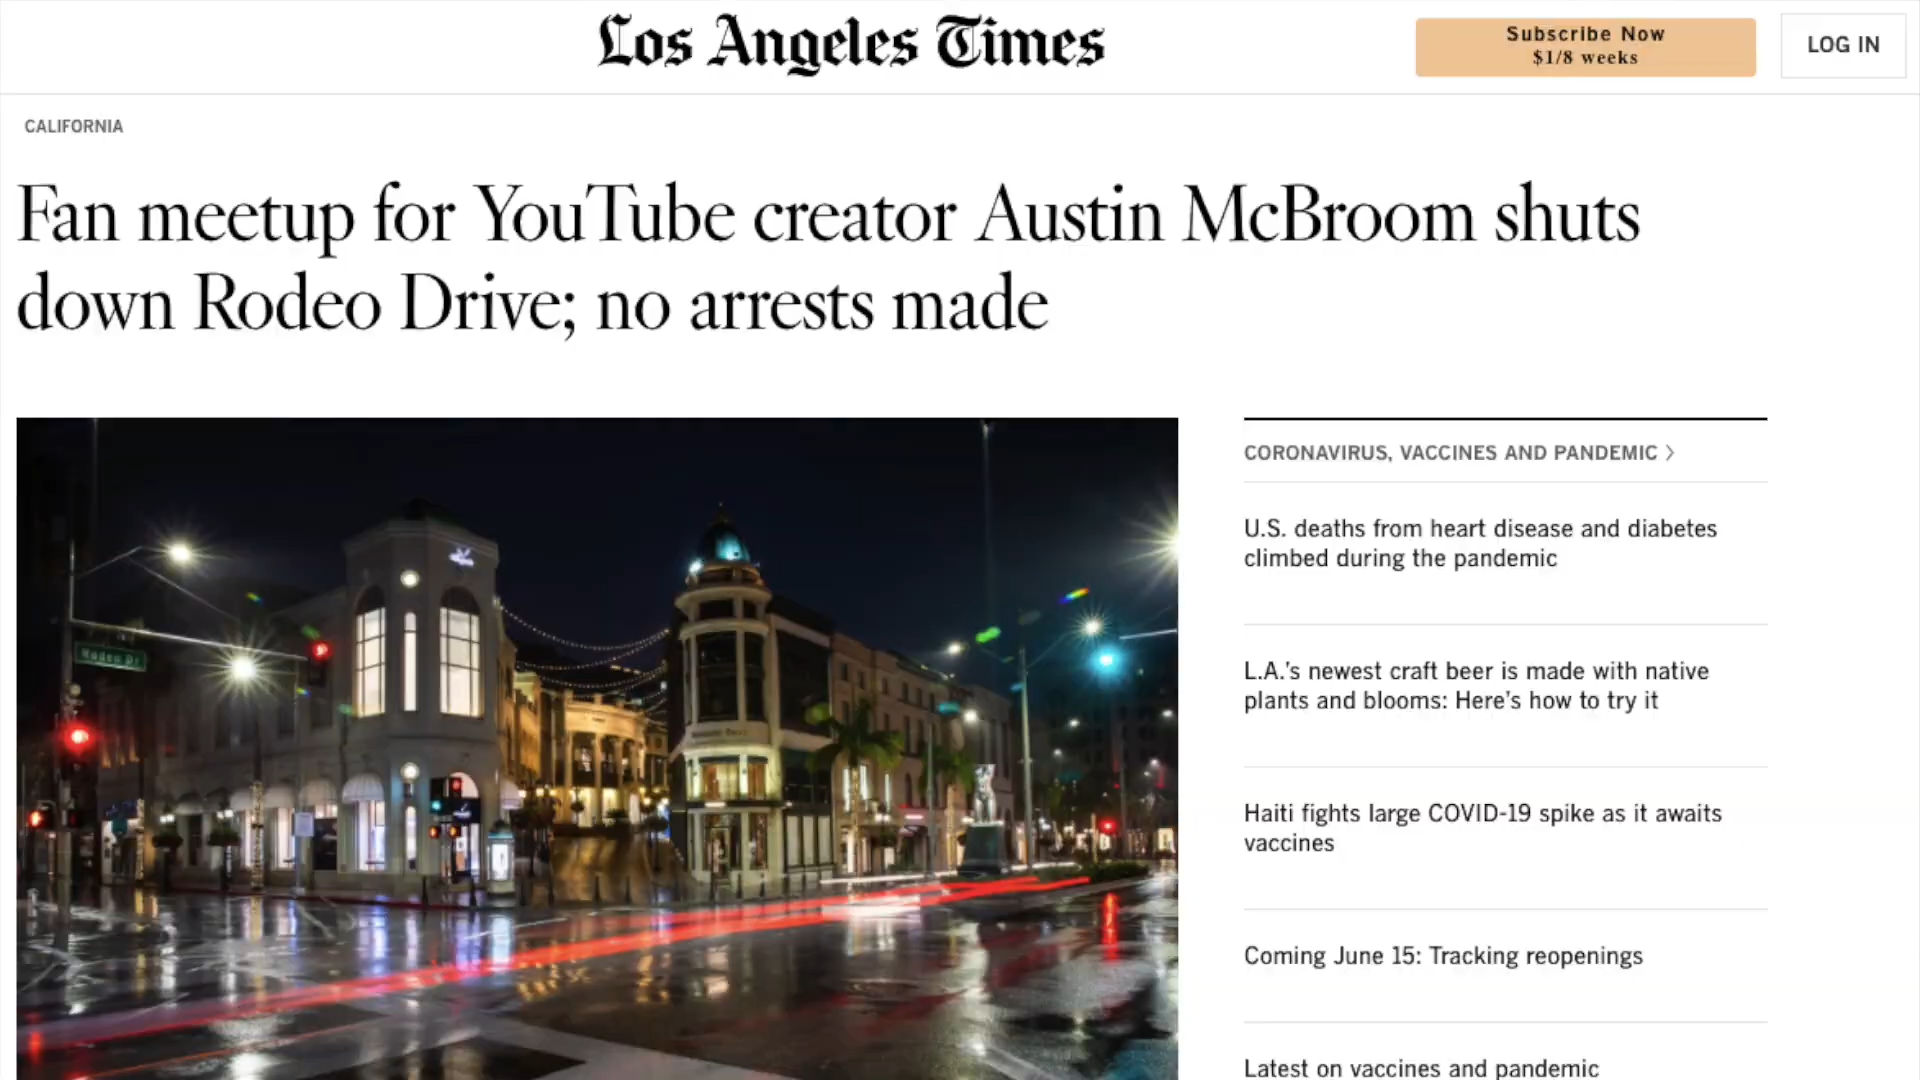 Los Angeles Times
Subscribe Now
$1/8 weeks
LOG IN
CALIFORNIA
Fan meetup for YouTube creator Austin McBroom shuts
down Rodeo Drive; no arrests made
Rodeo Dr
CORONAVIRUS, VACCINES AND PANDEMIC >
U.S. deaths from heart disease and diabetes
climbed during the pandemic
L.A.’s newest craft beer is made with native
plants and blooms: Here’s how to try it
Haiti fights large COVID-19 spike as it awaits
vaccines
Coming June 15: Tracking reopenings
Latest on vaccines and pandemic